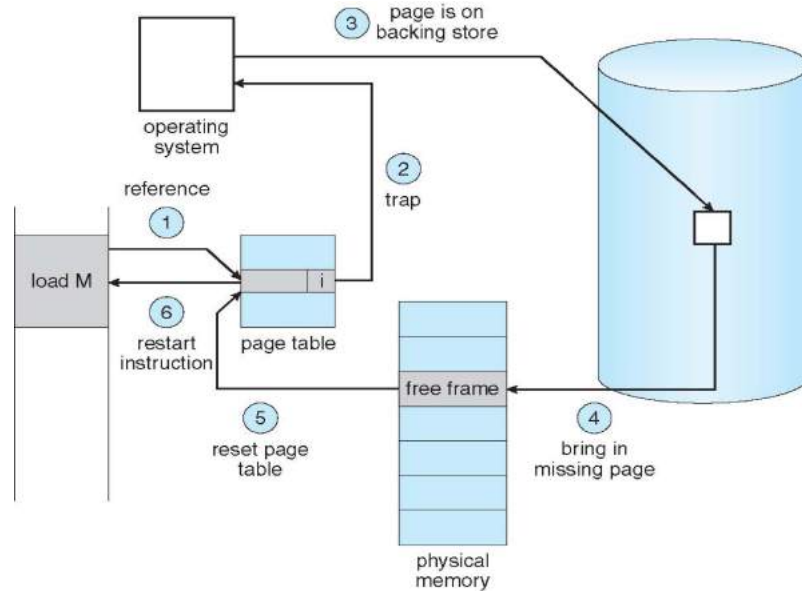 3
page is on
backing store
operating
system
2
trap
reference
1
load M
i
6
restart
instruction
page table
free frame
5
reset page
table
4
bring in
missing page
physical
memory